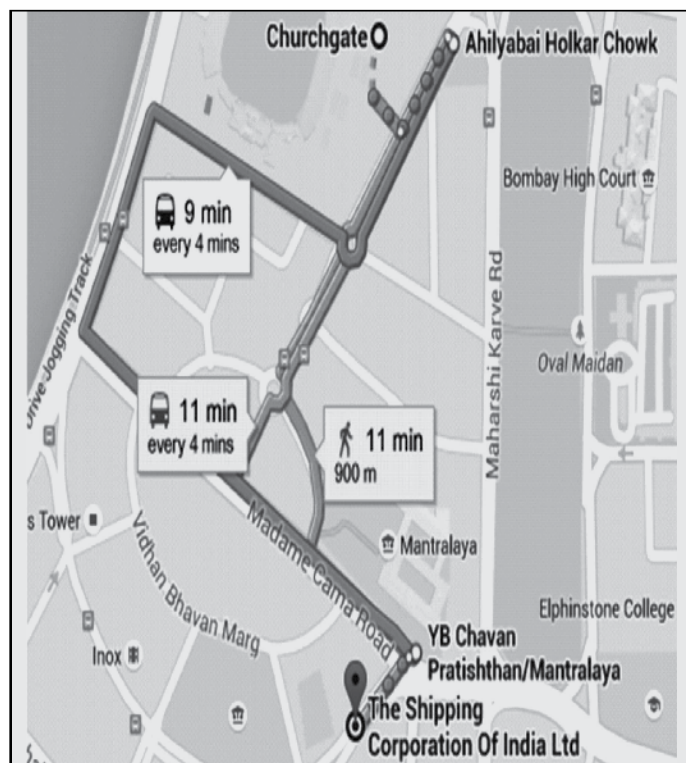 Churchgate
Ahilyabai Holkar Chowk
Bombay High Court
9 min
every 4 mins
Maharshi Karve Rd
Drive Jogging Track
Oval Maidan
11 min
every 4 mins
11 min
900 m
s Tower
Vidhan Bhavan Marg
Madame Cama Road
Mantralaya
Elphinstone College
Inox
YB Chavan
Pratishthan/Mantralaya
The Shipping
Corporation Of India Ltd